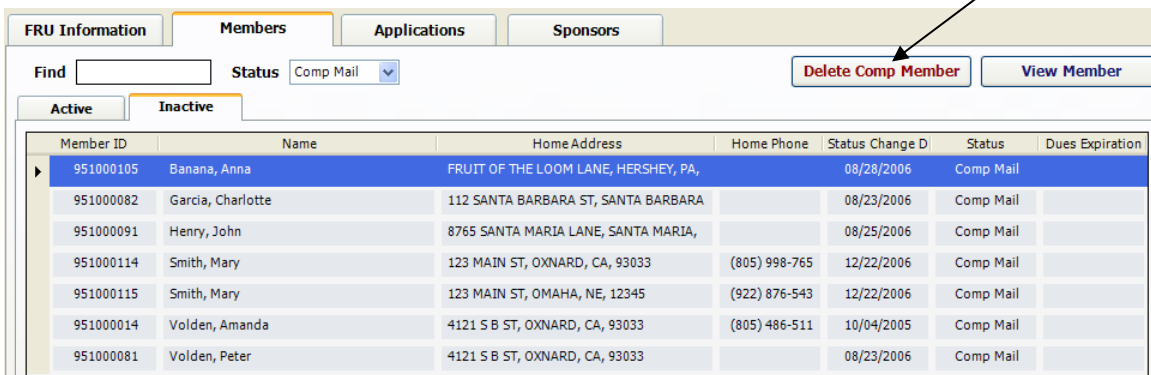 FRU Information Members Applications Sponsors
Find Status Comp Mail Delete Comp Member View Member
Active Inactive
Member ID Name Home Address Home Phone Status Change D Status Dues Expiration
951000105 Banana, Anna FRUIT OF THE LOOM LANE, HERSHEY, PA, 08/28/2006 Comp Mail
951000082 Garcia, Charlotte 112 SANTA BARBARA ST, SANTA BARBARA 08/23/2006 Comp Mail
951000091 Henry, John 8765 SANTA MARIA LANE, SANTA MARIA, 08/25/2006 Comp Mail
951000114 Smith, Mary 123 MAIN ST, OXNARD, CA, 93033 (805) 998-765 12/22/2006 Comp Mail
951000115 Smith, Mary 123 MAIN ST, OMAHA, NE, 12345 (922) 876-543 12/22/2006 Comp Mail
951000014 Volden, Amanda 4121 S B ST, OXNARD, CA, 93033 (805) 486-511 10/04/2005 Comp Mail
951000081 Volden, Peter 4121 S B ST, OXNARD, CA, 93033 08/23/2006 Comp Mail